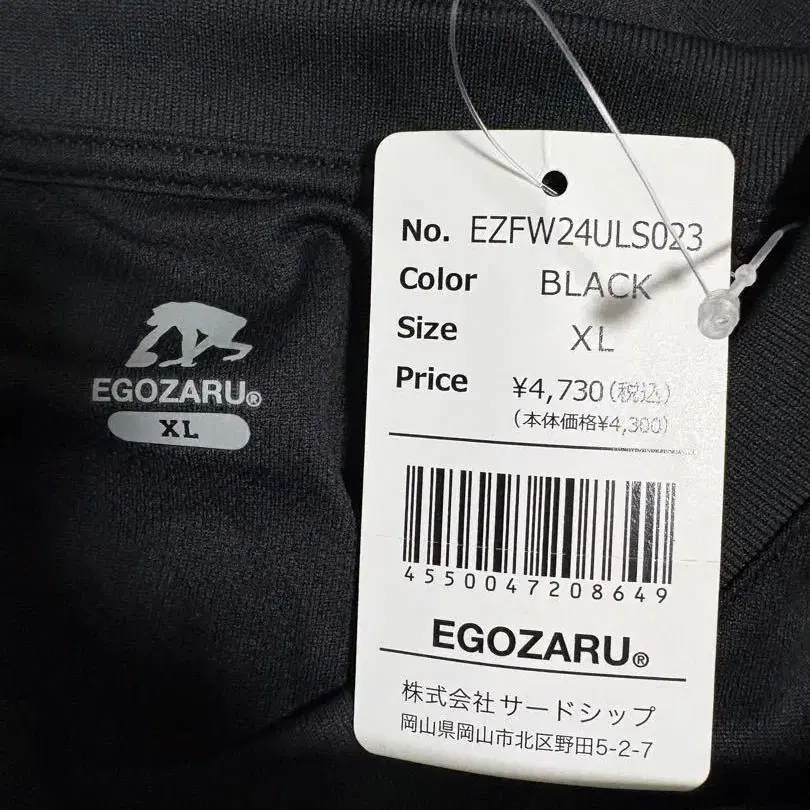 EGOZARU®
XL
No. EZFW24ULS023
Color BLACK
Size XL
Price ¥4,730(税込)
(本体価格¥4,300)
4550047208649
EGOZARU®
株式会社サードシップ
岡山県岡山市北区野田5-2-7